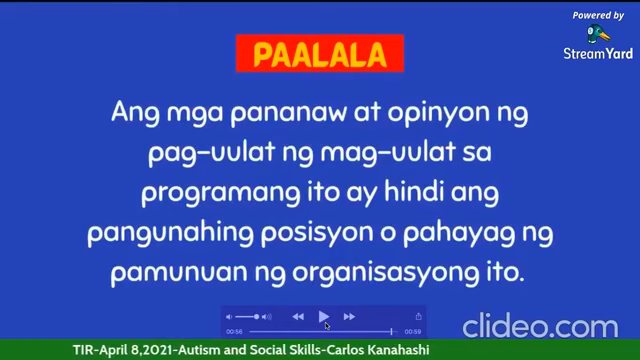 Powered by
StreamYard
PAALALA
Ang mga pananaw at opinyon ng
pag-uulat ng mag-uulat sa
programang ito ay hindi ang
pangunahing posisyon o pahayag ng
pamunuan ng organisasyong ito.
00:56
00:59
clideo.com
TIR-April 8,2021-Autism and Social Skills-Carlos Kanahashi